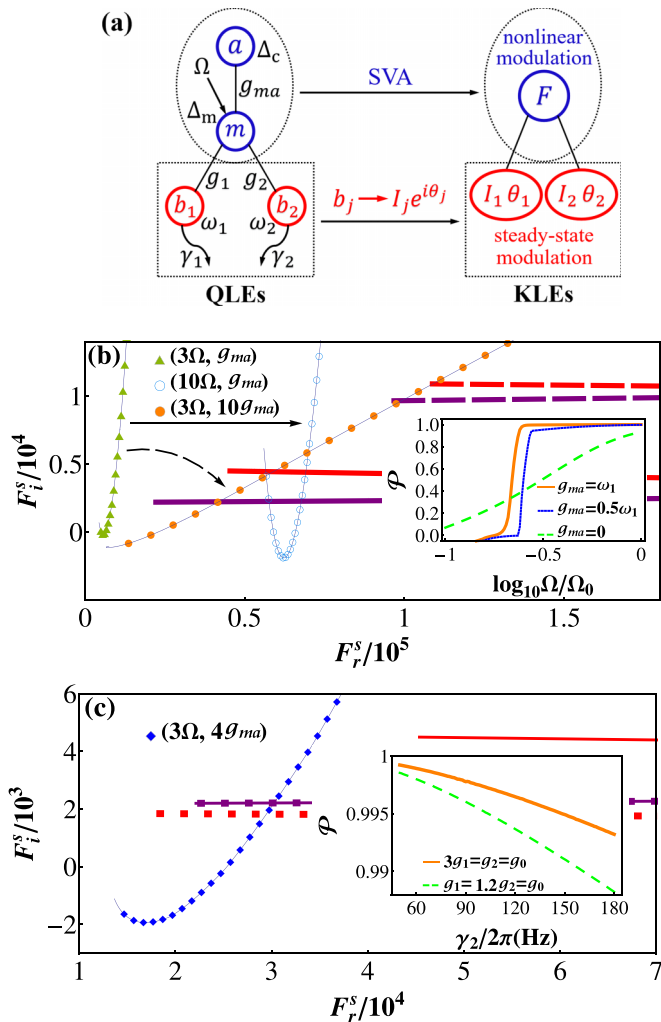 (a)
a Δc
Ω
gma
Δm
m
g1 g2
b1 ω1 b2 ω2
γ1 γ2
QLEs
SVA
bj → Ij e^iθj
nonlinear
modulation
F
I1 θ1 I2 θ2
steady-state
modulation
KLEs
(b)
(3Ω, gma)
(10Ω, gma)
(3Ω, 10gma)
F_i^s/10^4
1
0.5
0
0 0.5 1 1.5
F_r^s/10^5
𝒫
1.0
0.8
0.6
0.4
0.2
0.0
gma=ω1
gma=0.5ω1
gma=0
-1 -0.5 0
log10Ω/Ω0
(c)
(3Ω, 4gma)
F_i^s/10^3
6
4
2
0
−2
1 2 3 4 5 6 7
F_r^s/10^4
𝒫
1
0.995
0.99
3g1=g2=g0
g1=1.2g2=g0
60 90 120 150 180
γ2/2π(Hz)